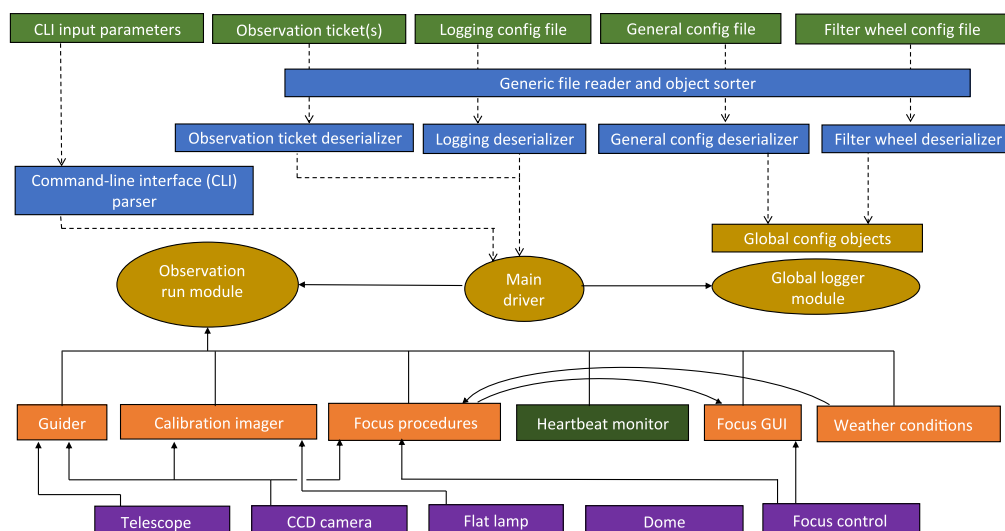 CLI input parameters
Observation ticket(s)
Logging config file
General config file
Filter wheel config file
Generic file reader and object sorter
Observation ticket deserializer
Logging deserializer
General config deserializer
Filter wheel deserializer
Command-line interface (CLI)
parser
Global config objects
Observation
run module
Main
driver
Global logger
module
Guider
Calibration imager
Focus procedures
Heartbeat monitor
Focus GUI
Weather conditions
Telescope
CCD camera
Flat lamp
Dome
Focus control